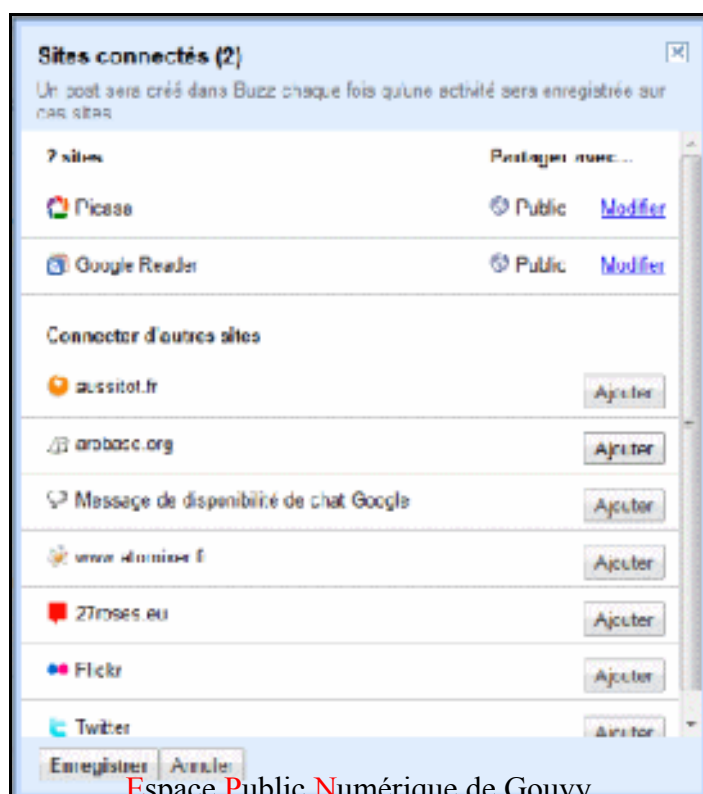 Sites connectés (2)
Un post sera créé dans Buzz chaque fois qu'une activité sera enregistrée sur
ces sites
2 sites Partager avec...
Picasa Public Modifier
Google Reader Public Modifier
Connecter d'autres sites
aussitot.fr Ajouter
arobase.org Ajouter
Message de disponibilité de chat Google Ajouter
Ajouter
27roses.eu Ajouter
Flickr Ajouter
Twitter Ajouter
Enregistrer Annuler
Espace Public Numérique de Gouvy